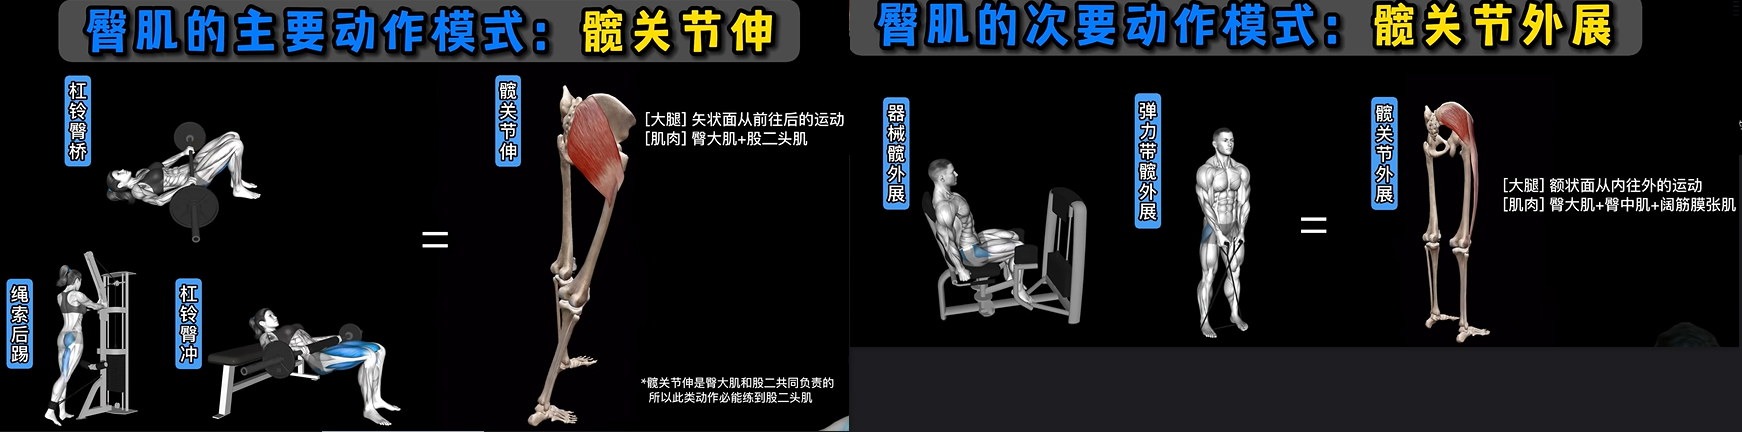 臀肌的主要动作模式：髋关节伸
杠铃臀桥
髋关节伸
[大腿] 矢状面从前往后的运动
[肌肉] 臀大肌+股二头肌
绳索后踢
杠铃臀冲
=
*髋关节伸是臀大肌和股二共同负责的
所以此类动作必能练到股二头肌
臀肌的次要动作模式：髋关节外展
器械髋外展
弹力带髋外展
=
髋关节外展
[大腿] 额状面从内往外的运动
[肌肉] 臀大肌+臀中肌+阔筋膜张肌